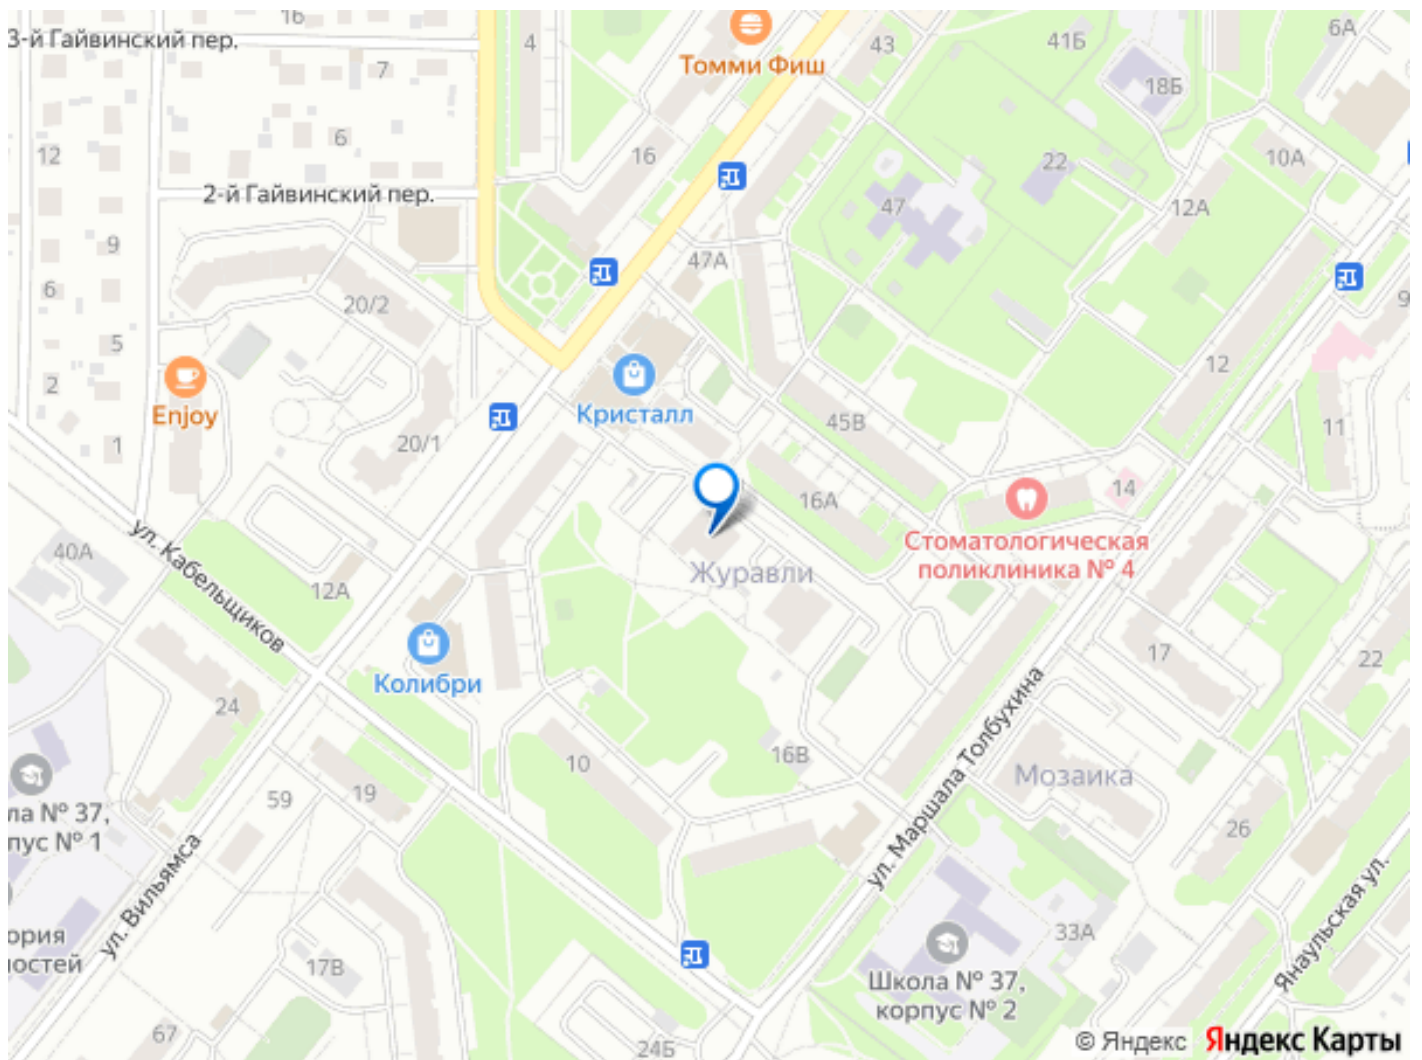 16
4
43
41Б
6А
3-й Гайвинский пер.
Томми Фиш
7
18Б
6
12
16
22
10А
2-й Гайвинский пер.
47
12А
9
47А
6
20/2
9
5
12
2
Enjoy
Кристалл
45В
11
1
20/1
16А
14
Стоматологическая
поликлиника № 4
ул. Кабельщиков
40А
Журавли
12А
17
22
Колибри
24
ул. Маршала Толбухина
16В
10
Мозаика
19
59
ла № 37,
пус № 1
26
ул. Вильямса
Янаульская ул.
ория
ностей
33А
17В
Школа № 37,
корпус № 2
67
24Б
© Яндекс Яндекс Карты